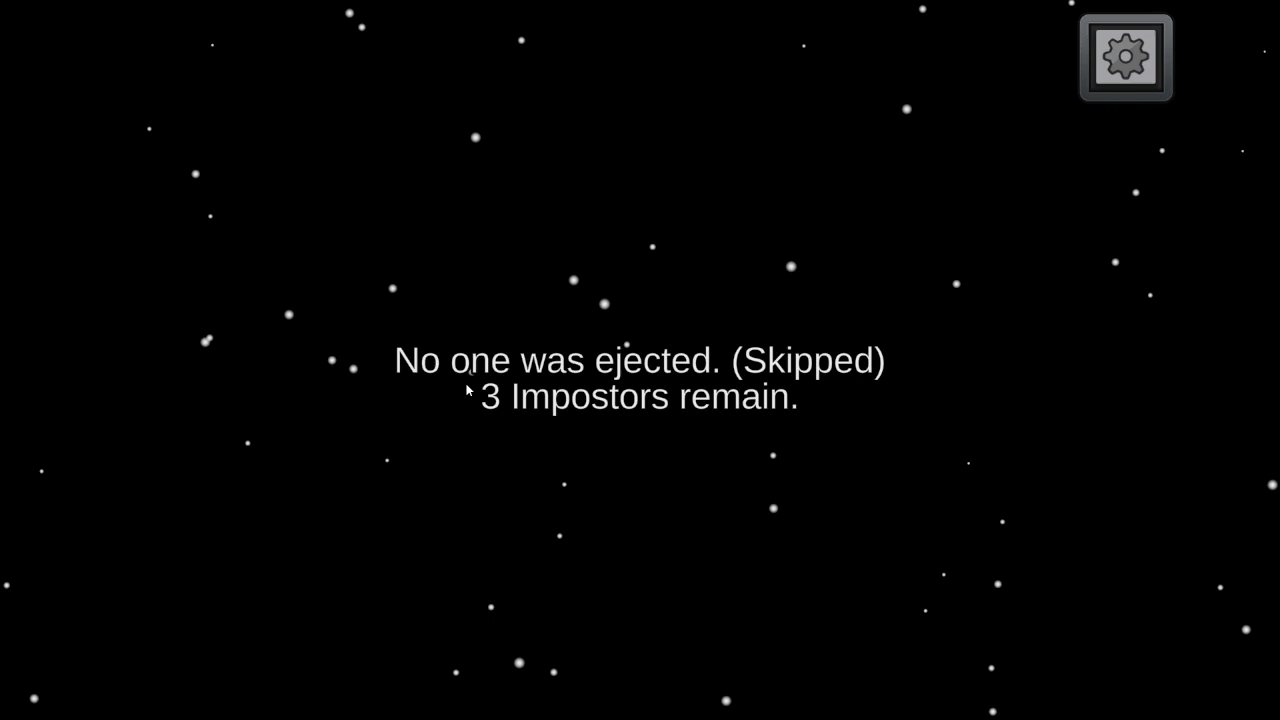 No one was ejected. (Skipped)
3 Impostors remain.